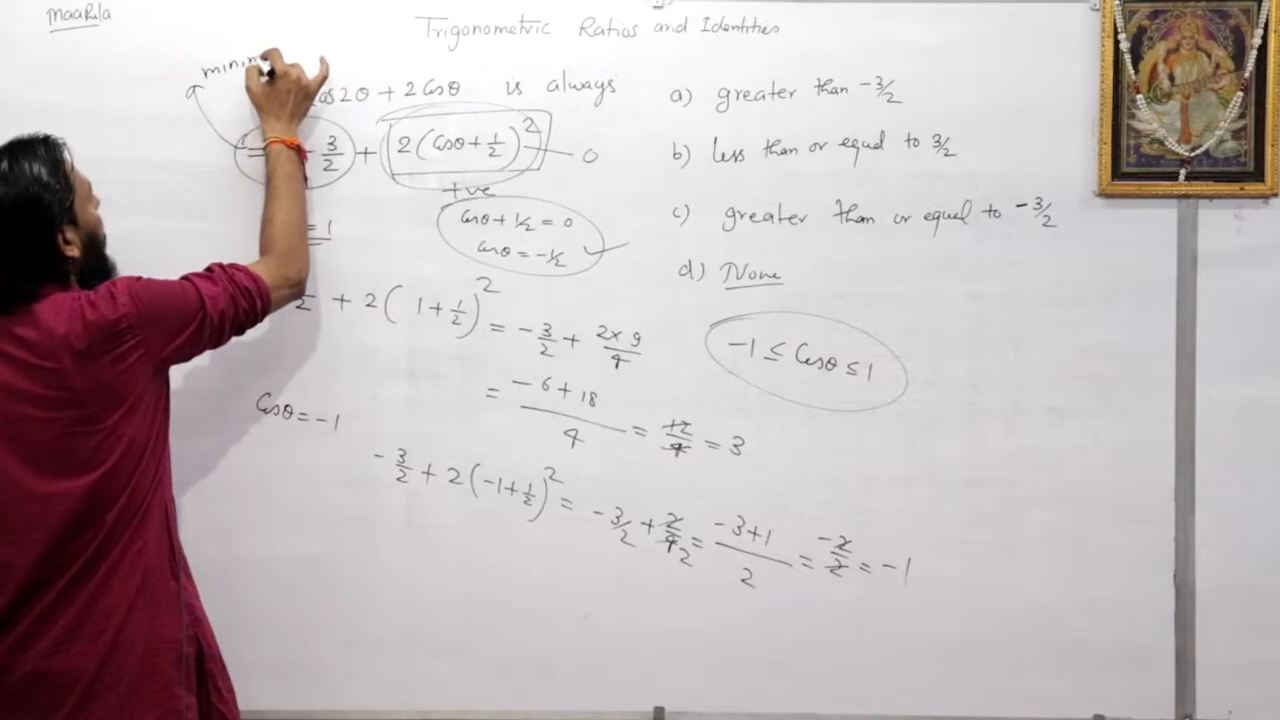 MaaRula
Trigonometric Ratios and Identities
minim
cos2θ + 2 Cosθ is always
= - 3/2 + 2(Cosθ + 1/2)² — 0
+ve
Cosθ + 1/2 = 0
Cosθ = -1/2
= 1
a) greater than -3/2
b) less than or equal to 3/2
c) greater than or equal to -3/2
d) None
-1 ≤ Cosθ ≤ 1
2 + 2(1 + 1/2)² = -3/2 + 2×9/4
= -6+18/4 = 12/4 = 3
Cosθ = -1
-3/2 + 2(-1+1/2)² = -3/2 + 2/4 2 = -3+1/2 = -2/2 = -1